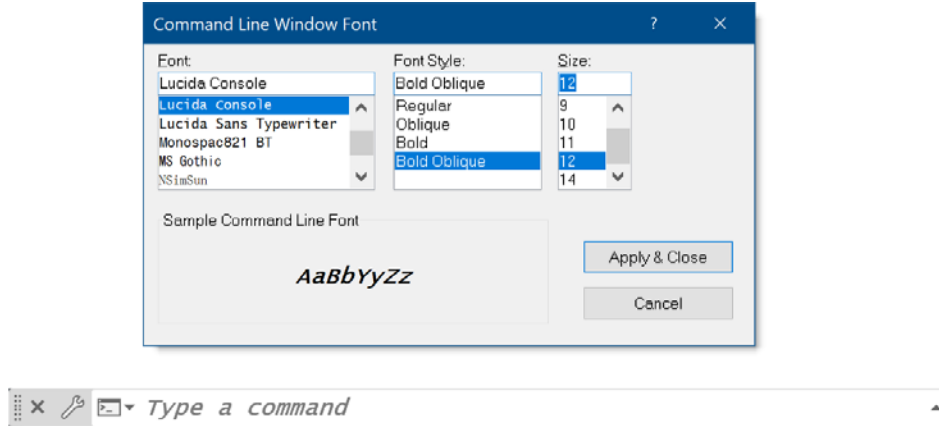 Command Line Window Font ? ×
Font: Font Style: Size:
Lucida Console Bold Oblique 12
Lucida Console Regular 9
Lucida Sans Typewriter Oblique 10
Monospac821 BT Bold 11
MS Gothic Bold Oblique 12
NSimSun 14
Sample Command Line Font
AaBbYyZz
Apply & Close
Cancel
Type a command